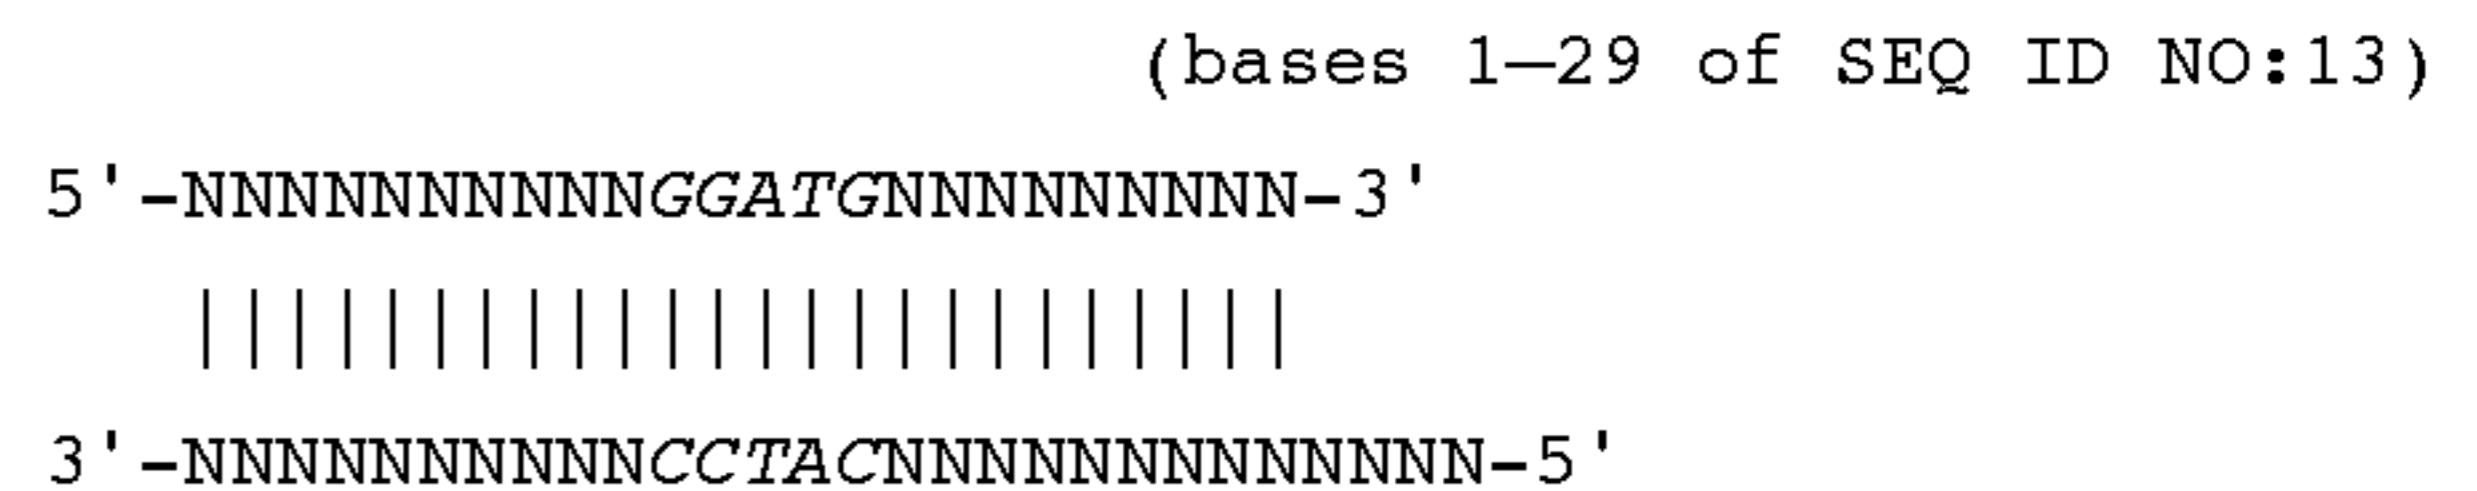 (bases 1—29 of SEQ ID NO:13)
5'-NNNNNNNNNNGGATGNNNNNNNNN-3'
||||||||||||||||||||||||
3'-NNNNNNNNNNCCTACNNNNNNNNNNNNN-5'